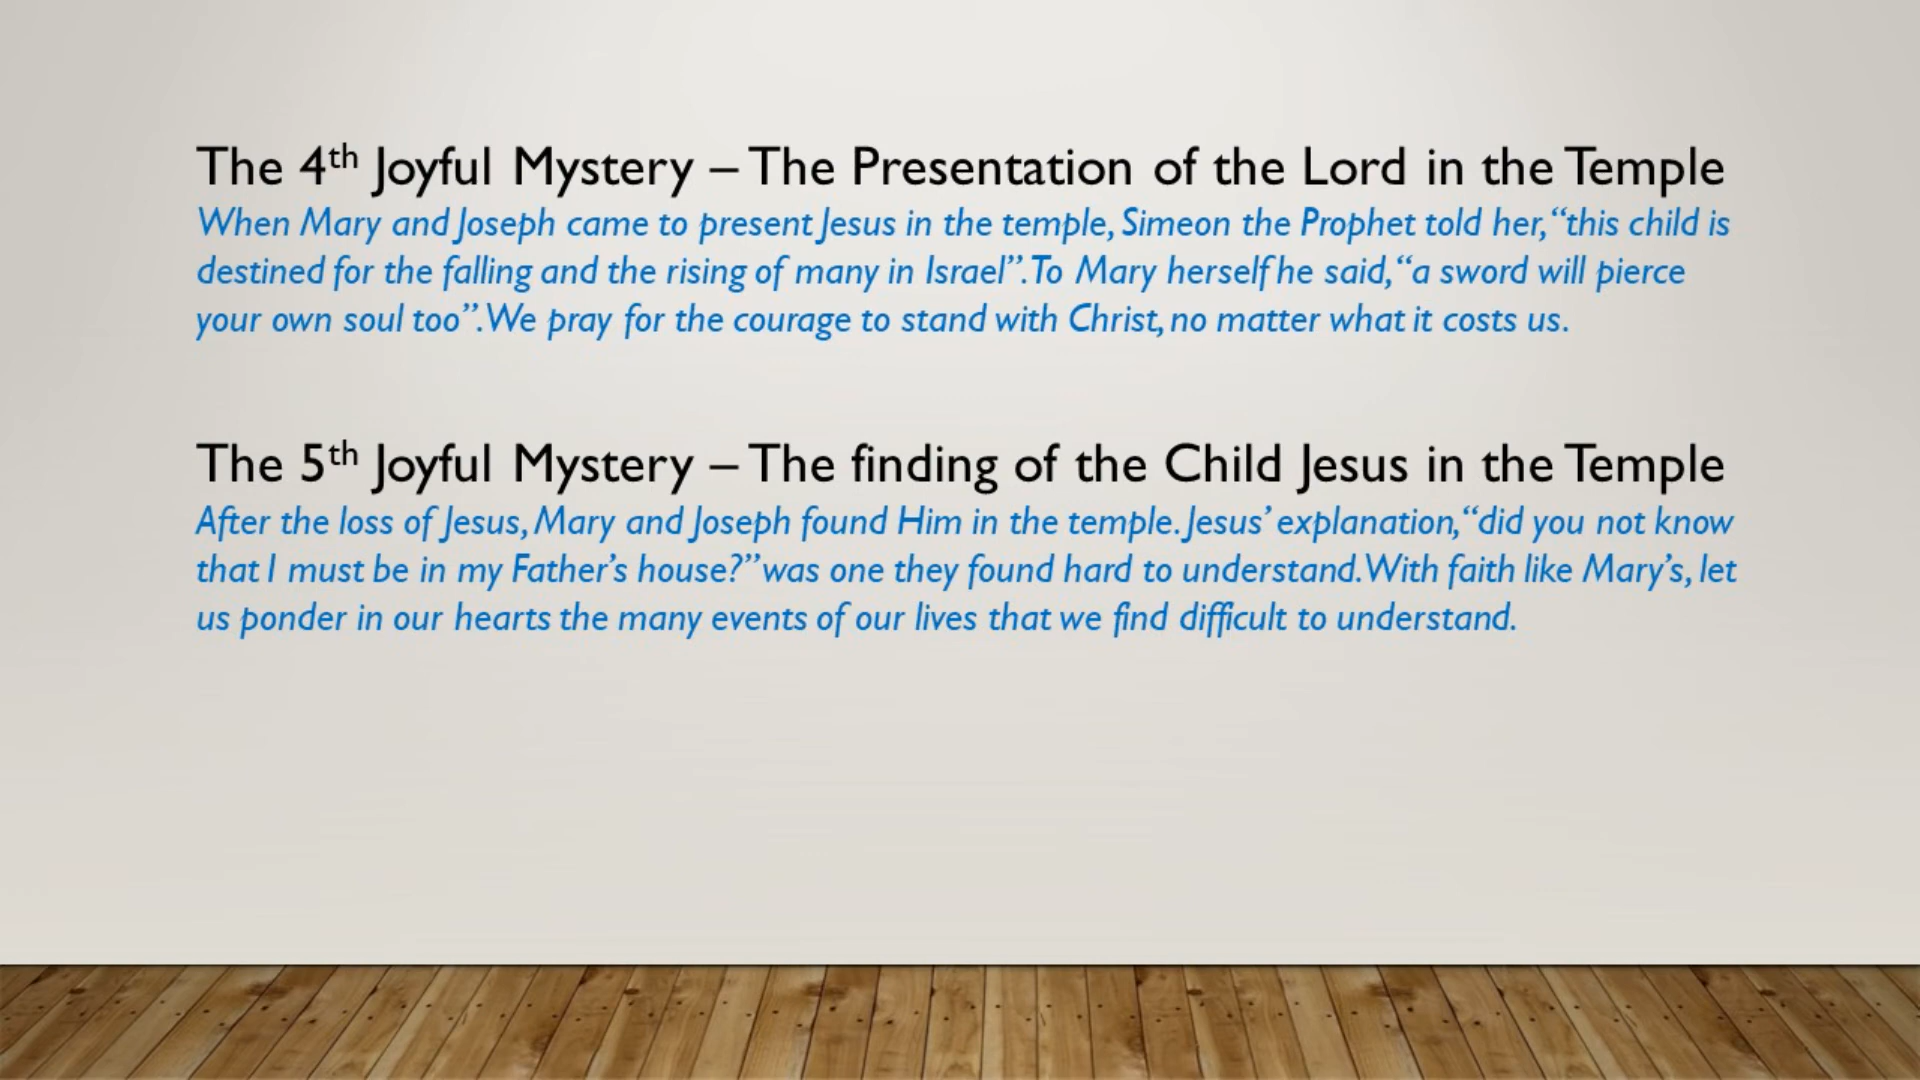 The 4th Joyful Mystery – The Presentation of the Lord in the Temple
When Mary and Joseph came to present Jesus in the temple, Simeon the Prophet told her, “this child is
destined for the falling and the rising of many in Israel”. To Mary herself he said, “a sword will pierce
your own soul too”. We pray for the courage to stand with Christ, no matter what it costs us.
The 5th Joyful Mystery – The finding of the Child Jesus in the Temple
After the loss of Jesus, Mary and Joseph found Him in the temple. Jesus’ explanation, “did you not know
that I must be in my Father’s house?” was one they found hard to understand. With faith like Mary’s, let
us ponder in our hearts the many events of our lives that we find difficult to understand.